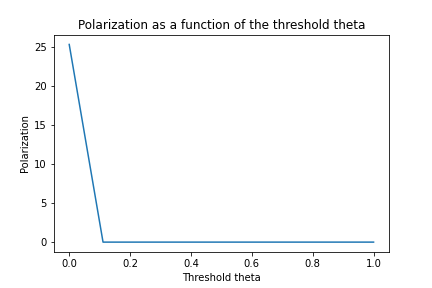 Polarization as a function of the threshold theta
25
20
15
10
5
0
Polarization
0.0 0.2 0.4 0.6 0.8 1.0
Threshold theta